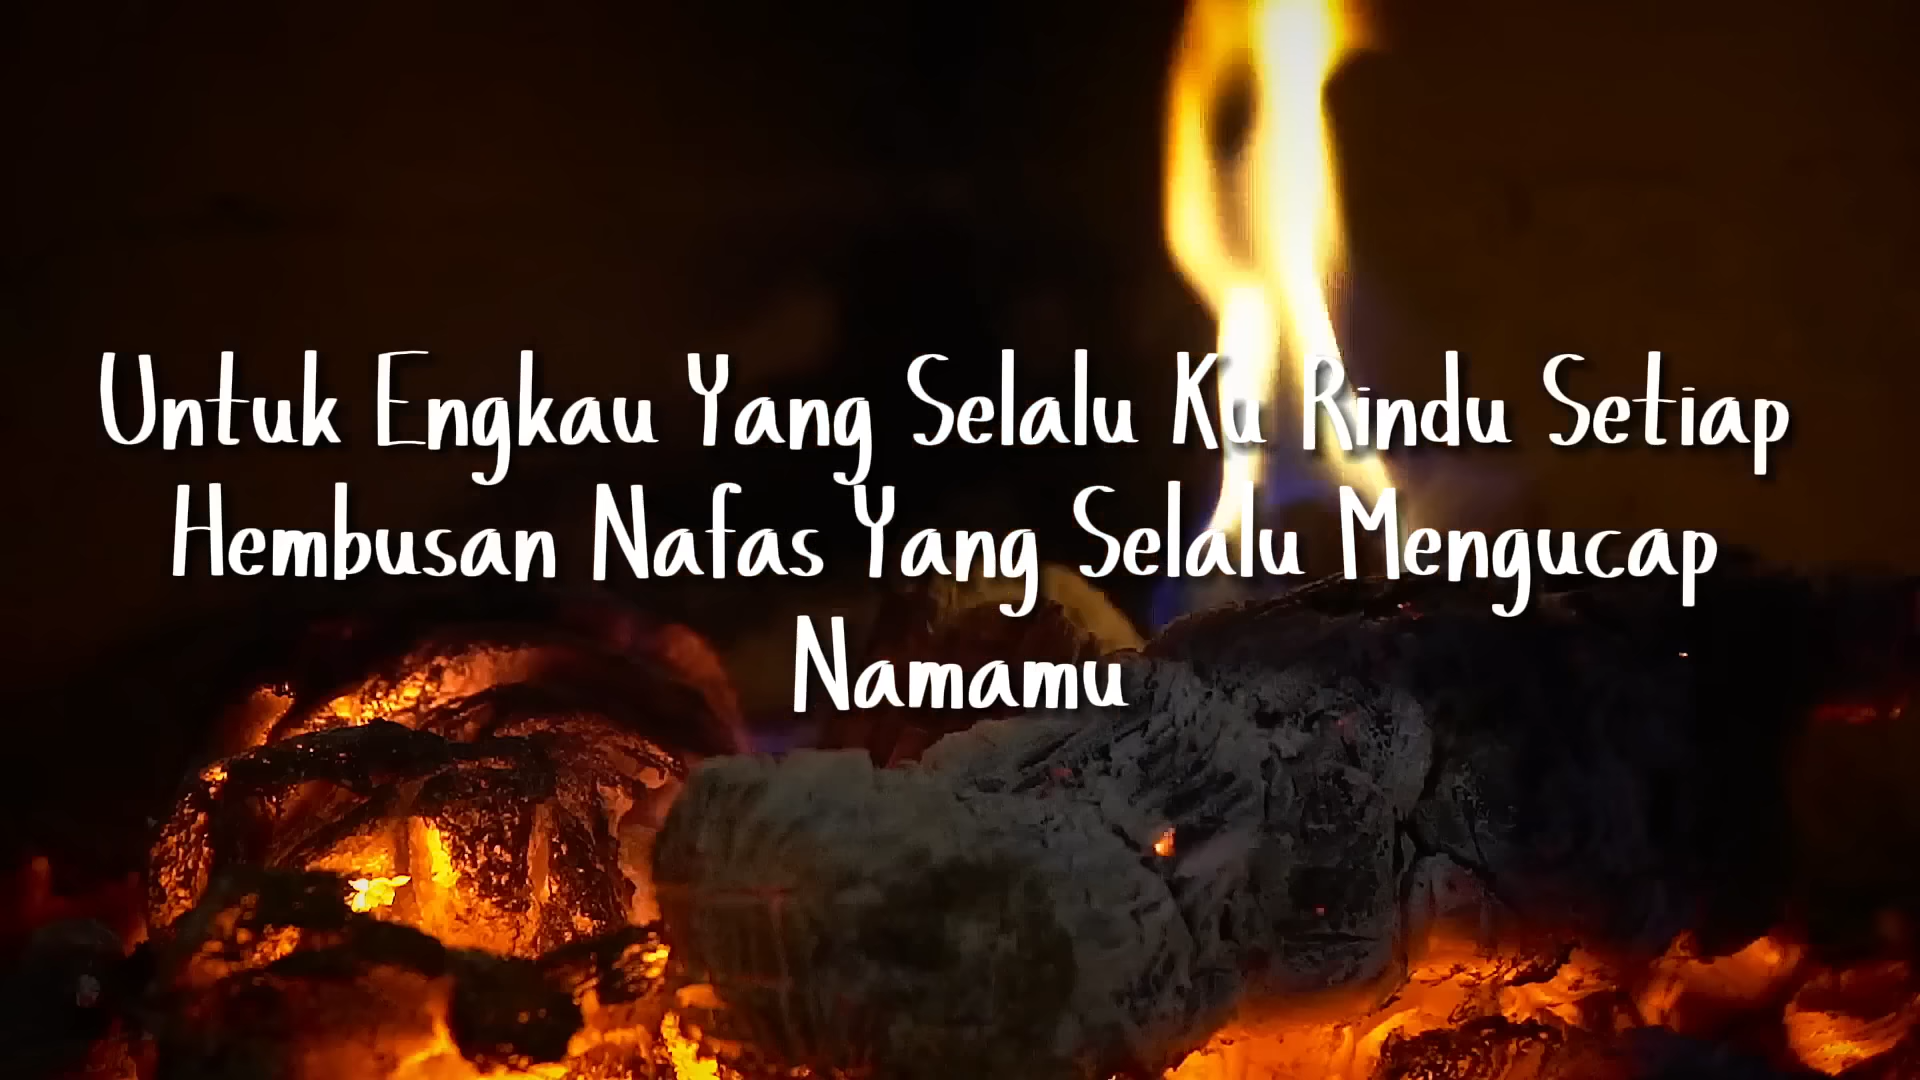 Untuk Engkau Yang Selalu Ku Rindu Setiap
Hembusan Nafas Yang Selalu Mengucap
Namamu